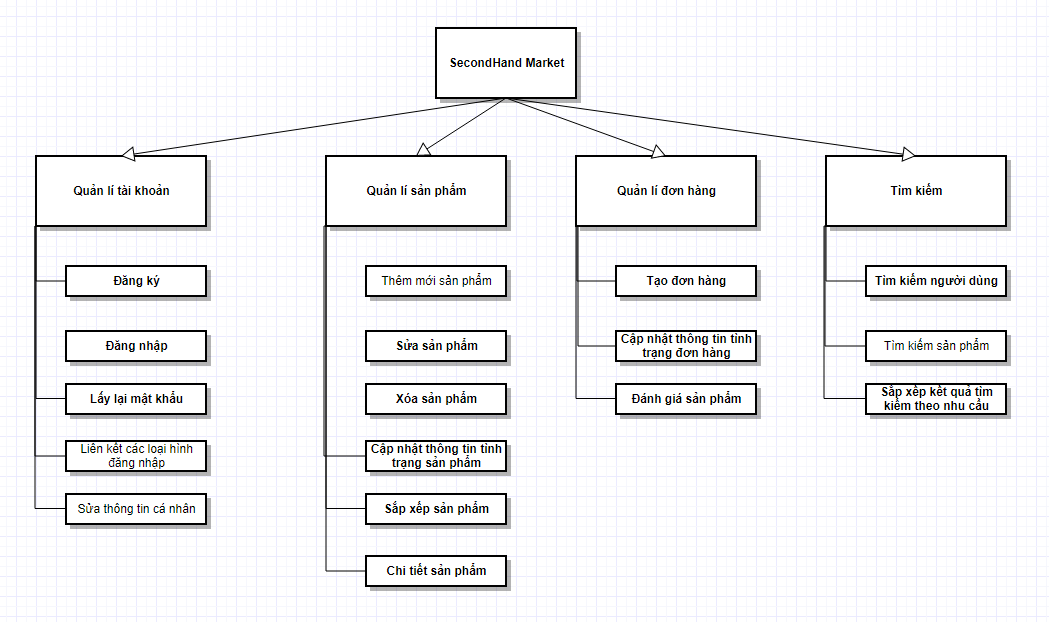 SecondHand Market
Quản lí tài khoản
Quản lí sản phẩm
Quản lí đơn hàng
Tìm kiếm
Đăng ký
Đăng nhập
Lấy lại mật khẩu
Liên kết các loại hình
đăng nhập
Sửa thông tin cá nhân
Thêm mới sản phẩm
Sửa sản phẩm
Xóa sản phẩm
Cập nhật thông tin tình
trạng sản phẩm
Sắp xếp sản phẩm
Chi tiết sản phẩm
Tạo đơn hàng
Cập nhật thông tin tình
trạng đơn hàng
Đánh giá sản phẩm
Tìm kiếm người dùng
Tìm kiếm sản phẩm
Sắp xếp kết quả tìm
kiếm theo nhu cầu